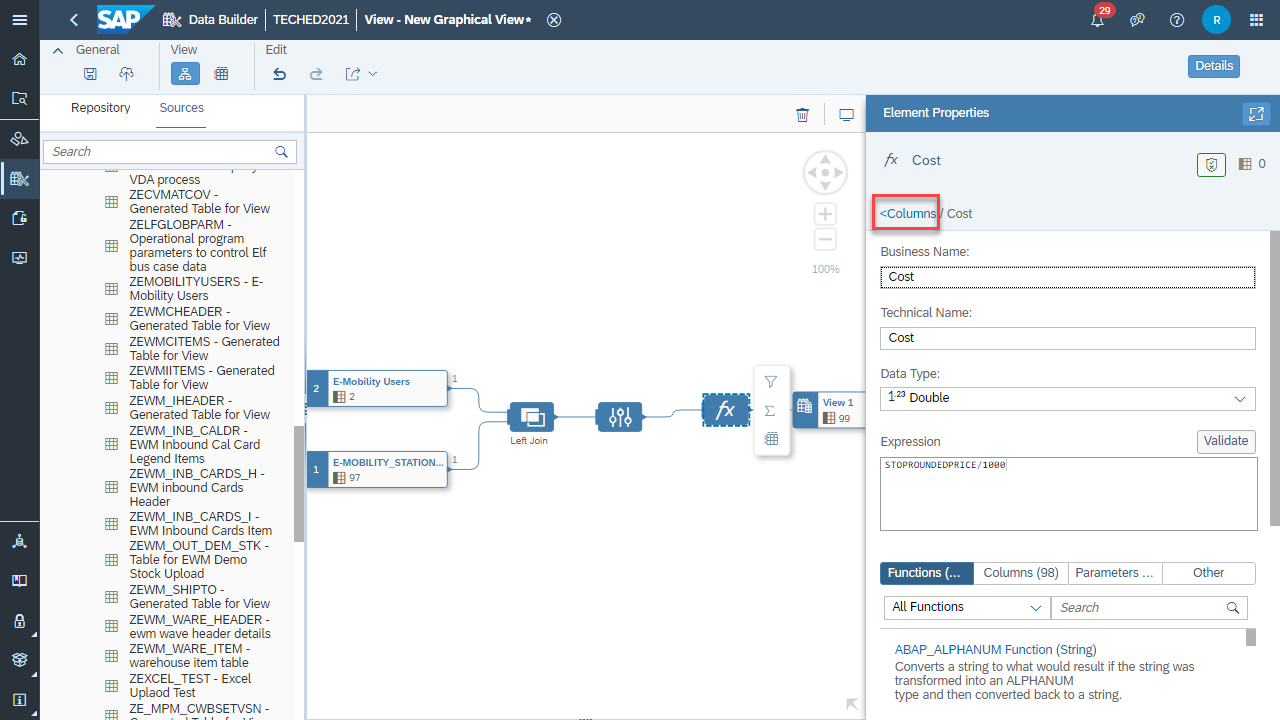 SAP
Data Builder
TECHED2021
View - New Graphical View*
29
R
General
View
Edit
Details
Repository
Sources
Search
VDA process
ZECVMATCOV -
Generated Table for View
ZELFGLOBPARM -
Operational program
parameters to control Elf
bus case data
ZEMOBILITYUSERS - E-
Mobility Users
ZEWMCHEADER -
Generated Table for View
ZEWMCITEMS - Generated
Table for View
ZEWMIITEMS - Generated
Table for View
ZEWM_IHEADER -
Generated Table for View
ZEWM_INB_CALDR -
EWM Inbound Cal Card
Legend Items
ZEWM_INB_CARDS_H -
EWM inbound Cards
Header
ZEWM_INB_CARDS_I -
EWM Inbound Cards Item
ZEWM_OUT_DEM_STK -
Table for EWM Demo
Stock Upload
ZEWM_SHIPTO -
Generated Table for View
ZEWM_WARE_HEADER -
ewm wave header details
ZEWM_WARE_ITEM -
warehouse item table
ZEXCEL_TEST - Excel
Uplaod Test
ZE_MPM_CWBSETVSN -
100%
2
E-Mobility Users
2
1
1
E-MOBILITY_STATION...
97
1
Left Join
fx
View 1
99
Element Properties
fx
Cost
0
<Columns / Cost
Business Name:
Cost
Technical Name:
Cost
Data Type:
1.23 Double
Expression
Validate
STOPROUNDEDPRICE/1000
Functions (...
Columns (98)
Parameters ...
Other
All Functions
Search
ABAP_ALPHANUM Function (String)
Converts a string to what would result if the string was
transformed into an ALPHANUM
type and then converted back to a string.